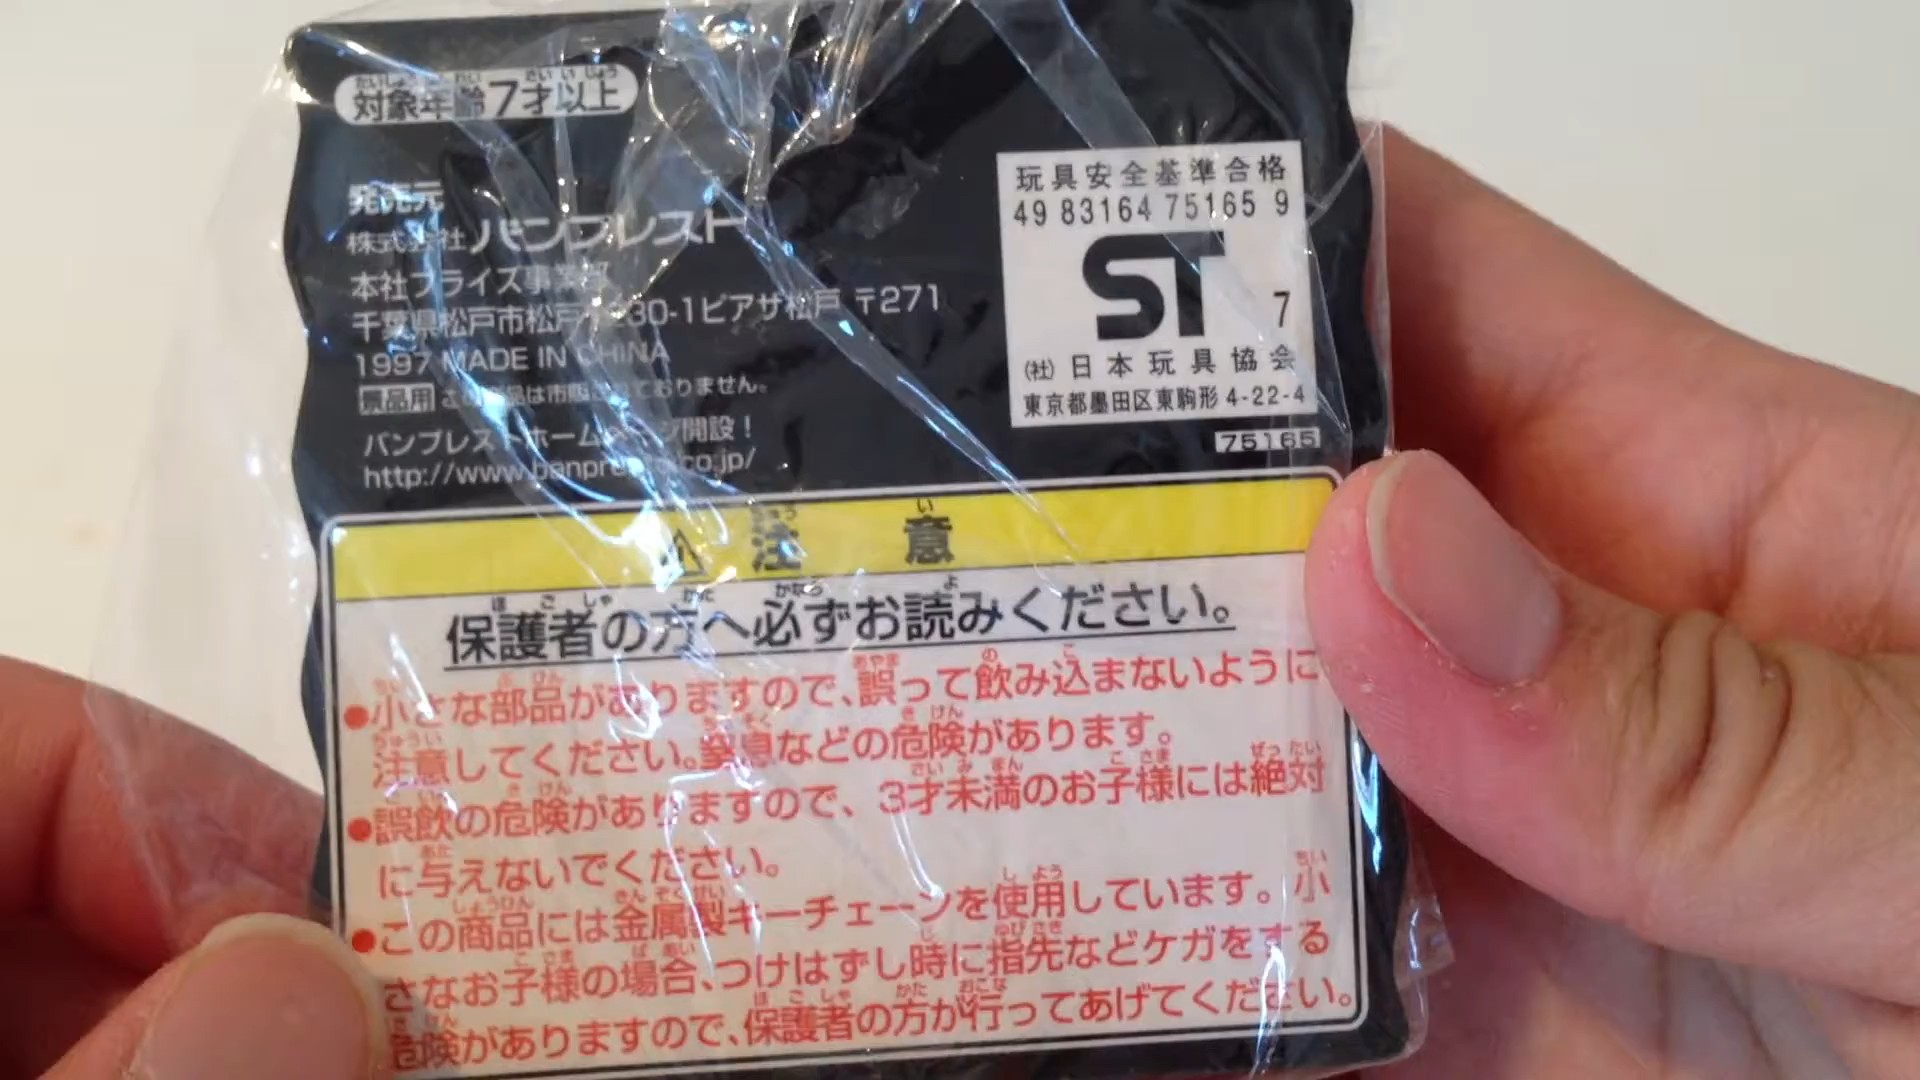 対象年齢7才以上
発売元
株式会社バンプレスト
本社プライズ事業部
千葉県松戸市松戸1230-1ピアザ松戸 〒271
1997 MADE IN CHINA
景品用 この商品は市販されておりません。
バンプレストホームページ開設!
http://www.banpresto.co.jp/
玩具安全基準合格
49 83164 75165 9
ST 7
(社)日本玩具協会
東京都墨田区東駒形4-22-4
75165
⚠ 注意
保護者の方へ必ずお読みください。
●小さな部品がありますので、誤って飲み込まないように
注意してください。窒息などの危険があります。
●誤飲の危険がありますので、3才未満のお子様には絶対
に与えないでください。
●この商品には金属製キーチェーンを使用しています。小
さなお子様の場合、つけはずし時に指先などケガをする
危険がありますので、保護者の方が行ってあげてください。